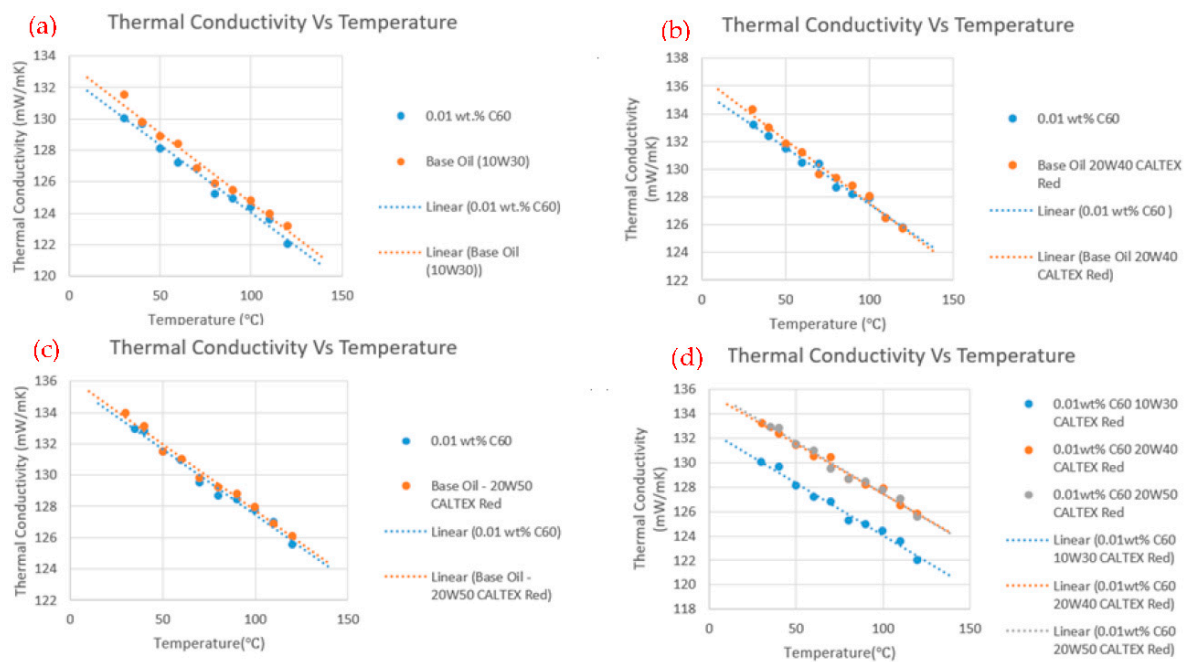 (a)
Thermal Conductivity Vs Temperature
Thermal Conductivity (mW/mK)
134
132
130
128
126
124
122
120
0
50
100
150
Temperature (°C)
0.01 wt.% C60
Base Oil (10W30)
Linear (0.01 wt.% C60)
Linear (Base Oil
(10W30))
(b)
Thermal Conductivity Vs Temperature
Thermal Conductivity
(mW/mK)
138
136
134
132
130
128
126
124
122
0
50
100
150
Temperature (°C)
0.01 wt% C60
Base Oil 20W40 CALTEX
Red
Linear (0.01 wt% C60 )
Linear (Base Oil 20W40
CALTEX Red)
(c)
Thermal Conductivity Vs Temperature
Thermal Conductivity (mW/mK)
136
134
132
130
128
126
124
122
0
50
100
150
Temperature(°C)
0.01 wt% C60
Base Oil - 20W50
CALTEX Red
Linear (0.01 wt% C60)
Linear (Base Oil -
20W50 CALTEX Red)
(d)
Thermal Conductivity Vs Temperature
Thermal Conductivity
(mW/mK)
136
134
132
130
128
126
124
122
120
118
0
50
100
150
Temperature(°C)
0.01wt% C60 10W30
CALTEX Red
0.01wt% C60 20W40
CALTEX Red
0.01wt% C60 20W50
CALTEX Red
Linear (0.01wt% C60
10W30 CALTEX Red)
Linear (0.01wt% C60
20W40 CALTEX Red)
Linear (0.01wt% C60
20W50 CALTEX Red)